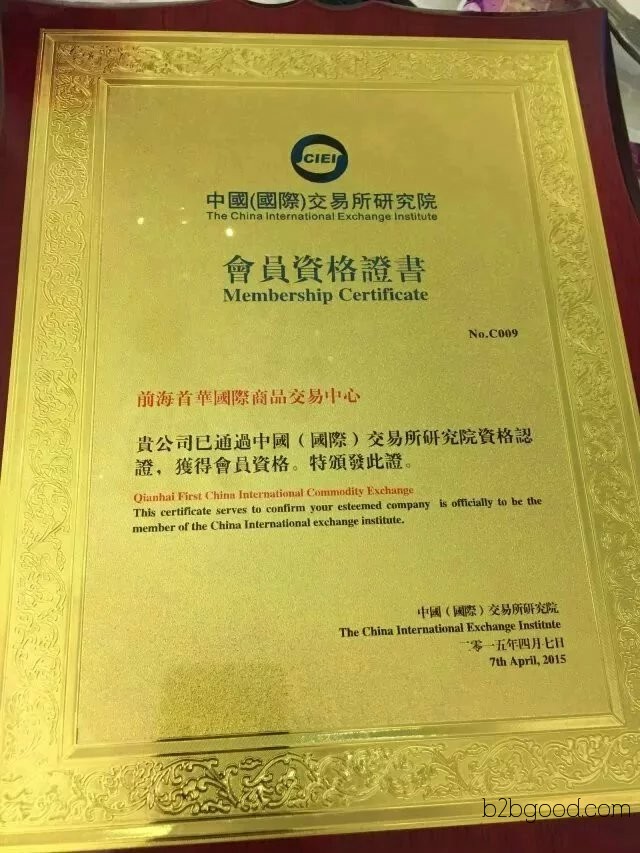 CIEI
中國(國際)交易所研究院
The China International Exchange Institute
會員資格證書
Membership Certificate
No.C009
前海首華國際商品交易中心
貴公司已通過中國（國際）交易所研究院資格認
證，獲得會員資格。特頒發此證。
Qianhai First China International Commodity Exchange
This certificate serves to confirm your esteemed company is officially to be the
member of the China International exchange institute.
中國（國際）交易所研究院
The China International Exchange Institute
二零一五年四月七日
7th April, 2015
b2bgood.com